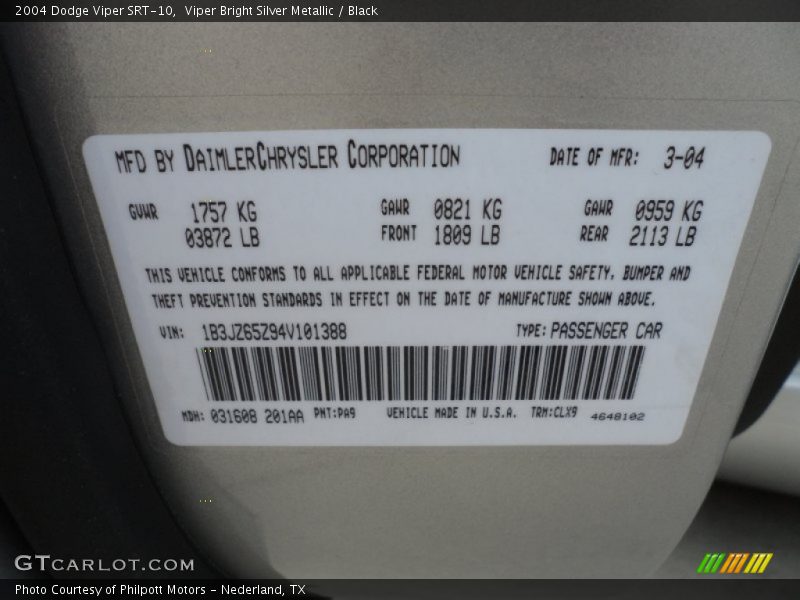 2004 Dodge Viper SRT-10, Viper Bright Silver Metallic / Black
MFD BY DAIMLERCHRYSLER CORPORATION DATE OF MFR: 3-04
GVWR 1757 KG GAWR 0821 KG GAWR 0959 KG
03872 LB FRONT 1809 LB REAR 2113 LB
THIS VEHICLE CONFORMS TO ALL APPLICABLE FEDERAL MOTOR VEHICLE SAFETY, BUMPER AND
THEFT PREVENTION STANDARDS IN EFFECT ON THE DATE OF MANUFACTURE SHOWN ABOVE.
VIN: 1B3JZ65Z94V101388 TYPE: PASSENGER CAR
MDH: 031608 201AA PNT:PA9 VEHICLE MADE IN U.S.A. TRM:CLX9 4648102
GTCARLOT.COM
Photo Courtesy of Philpott Motors - Nederland, TX